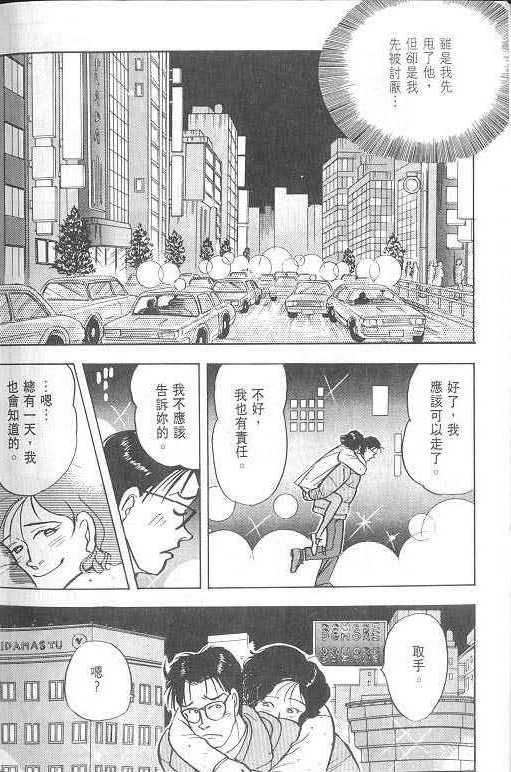 雖是我先
甩了他，
但卻是我
先被討厭…
好了，我
應該可以走了。
不好，
我也有責任。
我不應該
告訴妳的。
…嗯…
總有一天，我
也會知道的。
取手。
嗯？
IDAMASTU